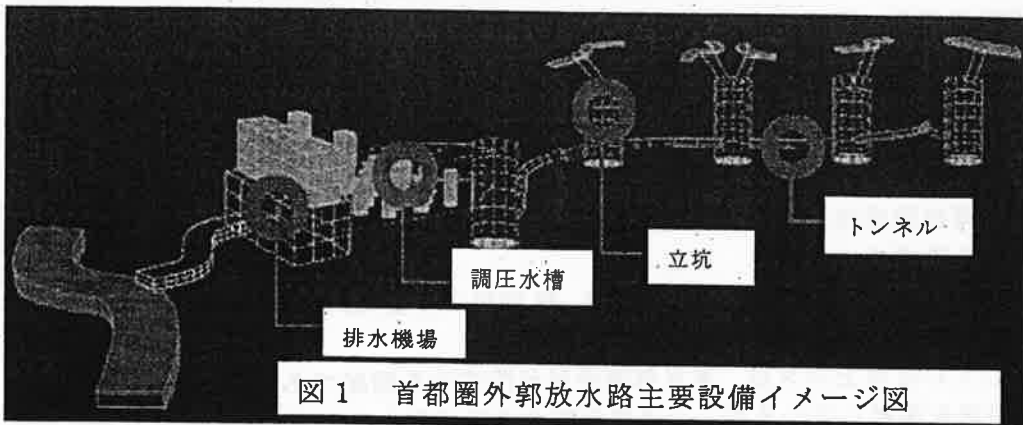 トンネル
立坑
調圧水槽
排水機場
図1 首都圏外郭放水路主要設備イメージ図